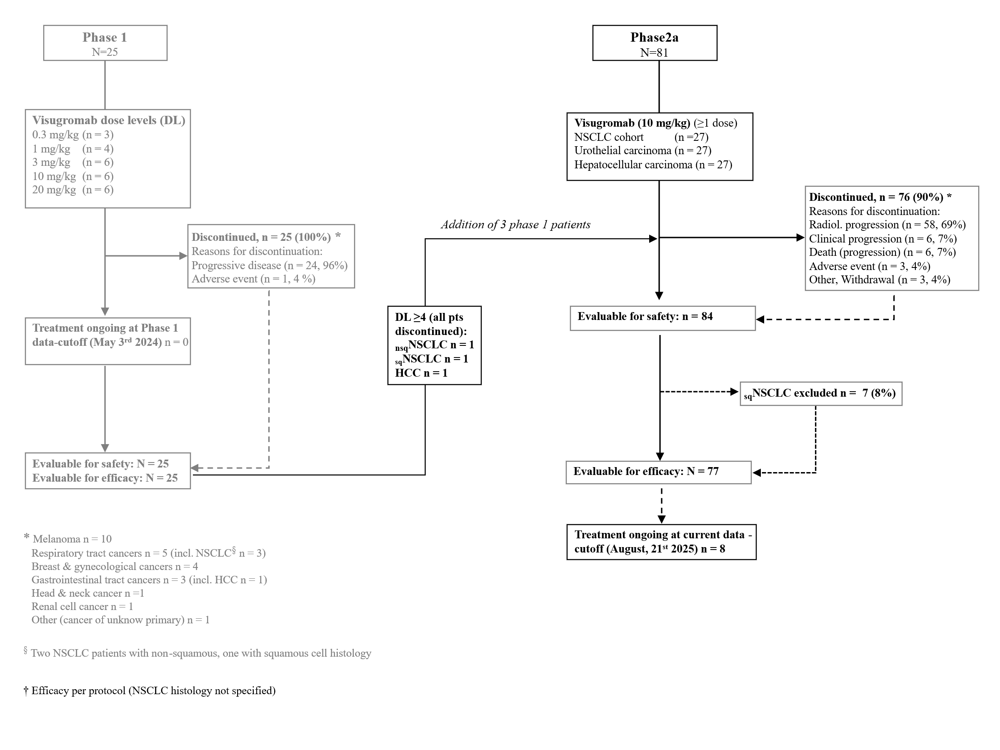 Phase 1
N=25
Visugromab dose levels (DL)
0.3 mg/kg (n = 3)
1 mg/kg (n = 4)
3 mg/kg (n = 6)
10 mg/kg (n = 6)
20 mg/kg (n = 6)
Discontinued, n = 25 (100%) *
Reasons for discontinuation:
Progressive disease (n = 24, 96%)
Adverse event (n = 1, 4 %)
Treatment ongoing at Phase 1
data-cutoff (May 3rd 2024) n = 0
Evaluable for safety: N = 25
Evaluable for efficacy: N = 25
DL ≥4 (all pts
discontinued):
nsqNSCLC n = 1
sqNSCLC n = 1
HCC n = 1
Addition of 3 phase 1 patients
Phase2a
N=81
Visugromab (10 mg/kg) (≥1 dose)
NSCLC cohort (n =27)
Urothelial carcinoma (n = 27)
Hepatocellular carcinoma (n = 27)
Discontinued, n = 76 (90%) *
Reasons for discontinuation:
Radiol. progression (n = 58, 69%)
Clinical progression (n = 6, 7%)
Death (progression) (n = 6, 7%)
Adverse event (n = 3, 4%)
Other, Withdrawal (n = 3, 4%)
Evaluable for safety: n = 84
sqNSCLC excluded n = 7 (8%)
Evaluable for efficacy: N = 77
Treatment ongoing at current data -
cutoff (August, 21st 2025) n = 8
* Melanoma n = 10
Respiratory tract cancers n = 5 (incl. NSCLC§ n = 3)
Breast & gynecological cancers n = 4
Gastrointestinal tract cancers n = 3 (incl. HCC n = 1)
Head & neck cancer n =1
Renal cell cancer n = 1
Other (cancer of unknow primary) n = 1
§ Two NSCLC patients with non-squamous, one with squamous cell histology
† Efficacy per protocol (NSCLC histology not specified)